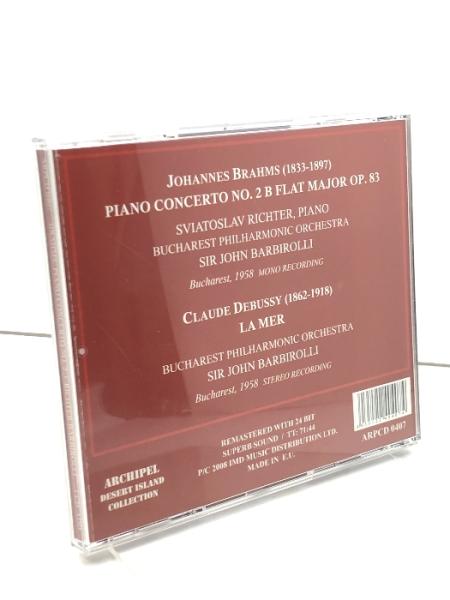 JOHANNES BRAHMS (1833-1897)
PIANO CONCERTO NO. 2 B FLAT MAJOR OP. 83
SVIATOSLAV RICHTER, PIANO
BUCHAREST PHILHARMONIC ORCHESTRA
SIR JOHN BARBIROLLI
Bucharest, 1958 MONO RECORDING
CLAUDE DEBUSSY (1862-1918)
LA MER
BUCHAREST PHILHARMONIC ORCHESTRA
SIR JOHN BARBIROLLI
Bucharest, 1958 STEREO RECORDING
REMASTERED WITH 24 BIT
SUPERB SOUND / TT: 71:44
P/C 2008 IMD MUSIC DISTRIBUTION LTD.
MADE IN E.U.
ARPCD 0407
ARCHIPEL
DESERT ISLAND
COLLECTION